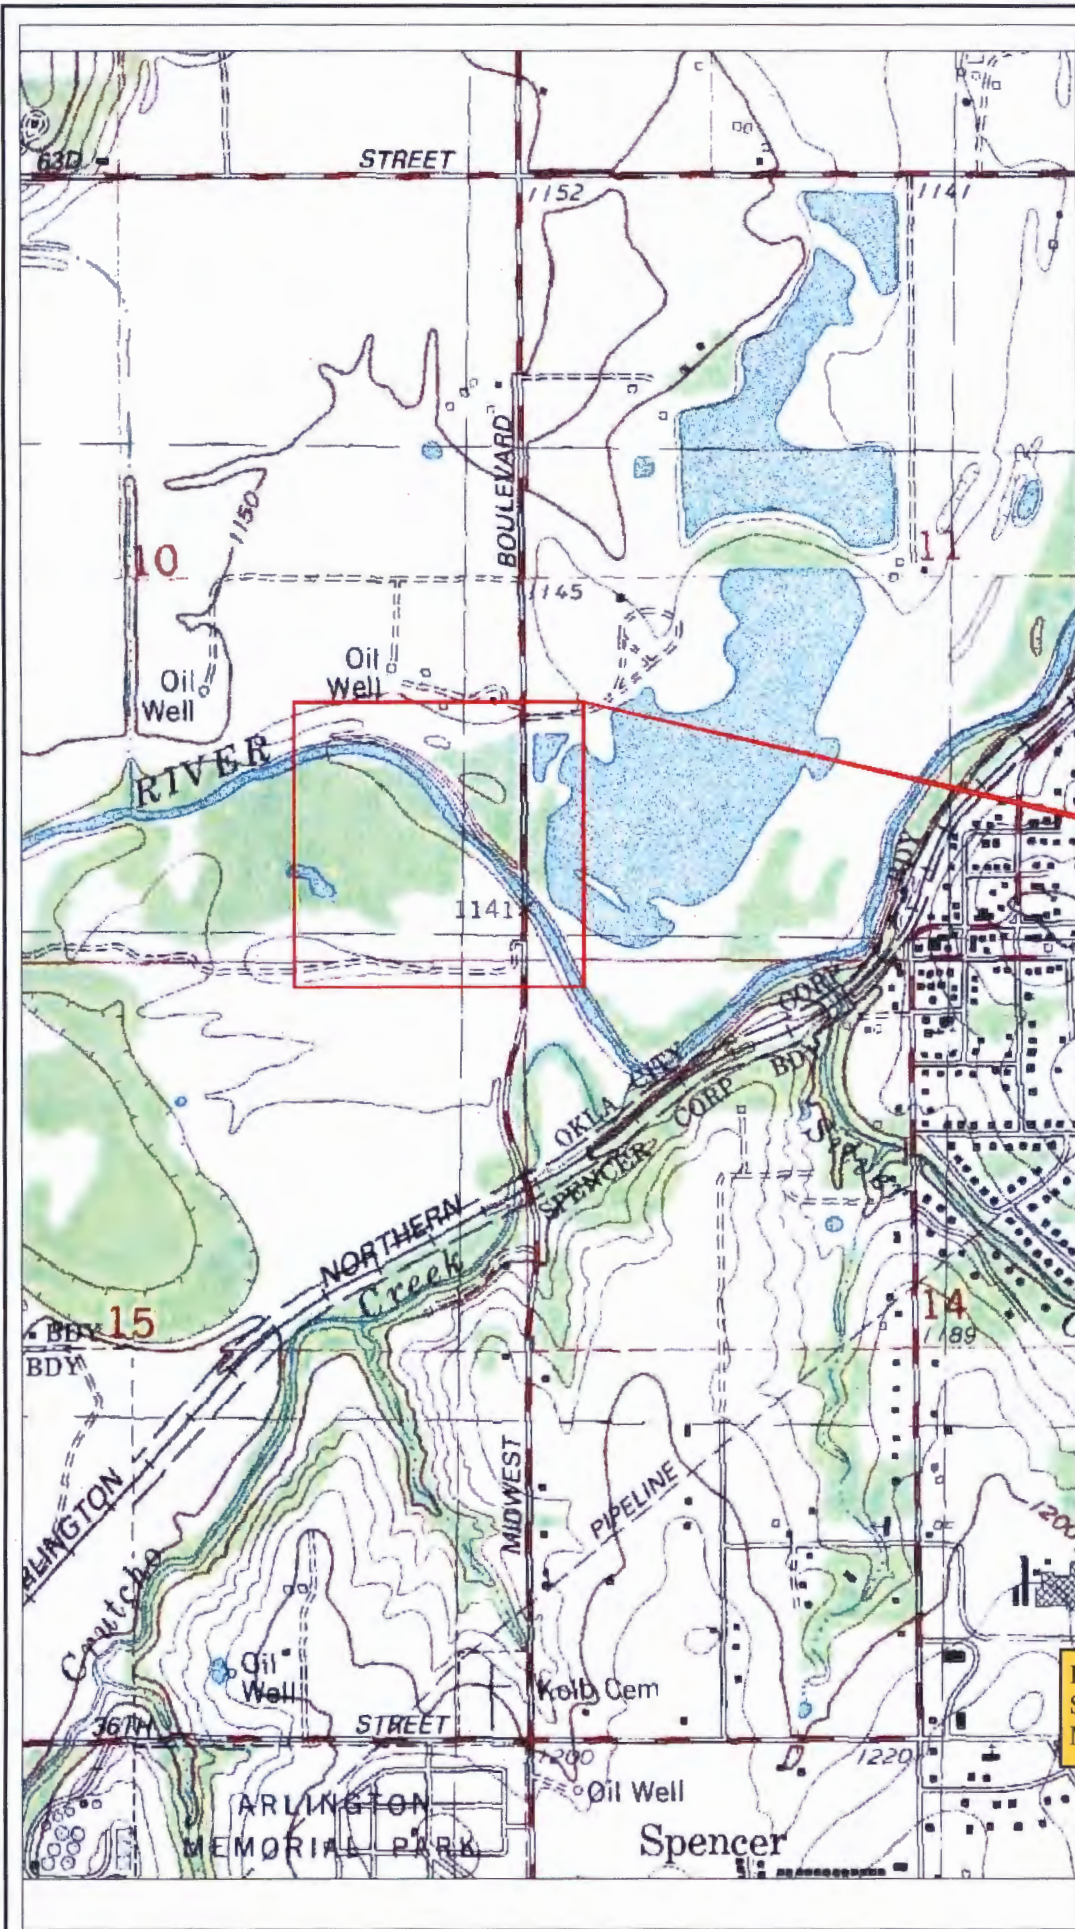 63D STREET
1152
1141
BOULEVARD
1150
10
11
1145
Oil
Well
Oil
Well
RIVER
1141
BDY
CORP
OKLA CITY
CORP BDY
SPENCER
NORTHERN
Creek
BDY 15
BDY
14
1189
MIDWEST
PIPELINE
1200
Crutcho
Oil
Well
Kolb Cem
36TH STREET
1200
1220
Oil Well
ARLINGTON
MEMORIAL PARK
Spencer